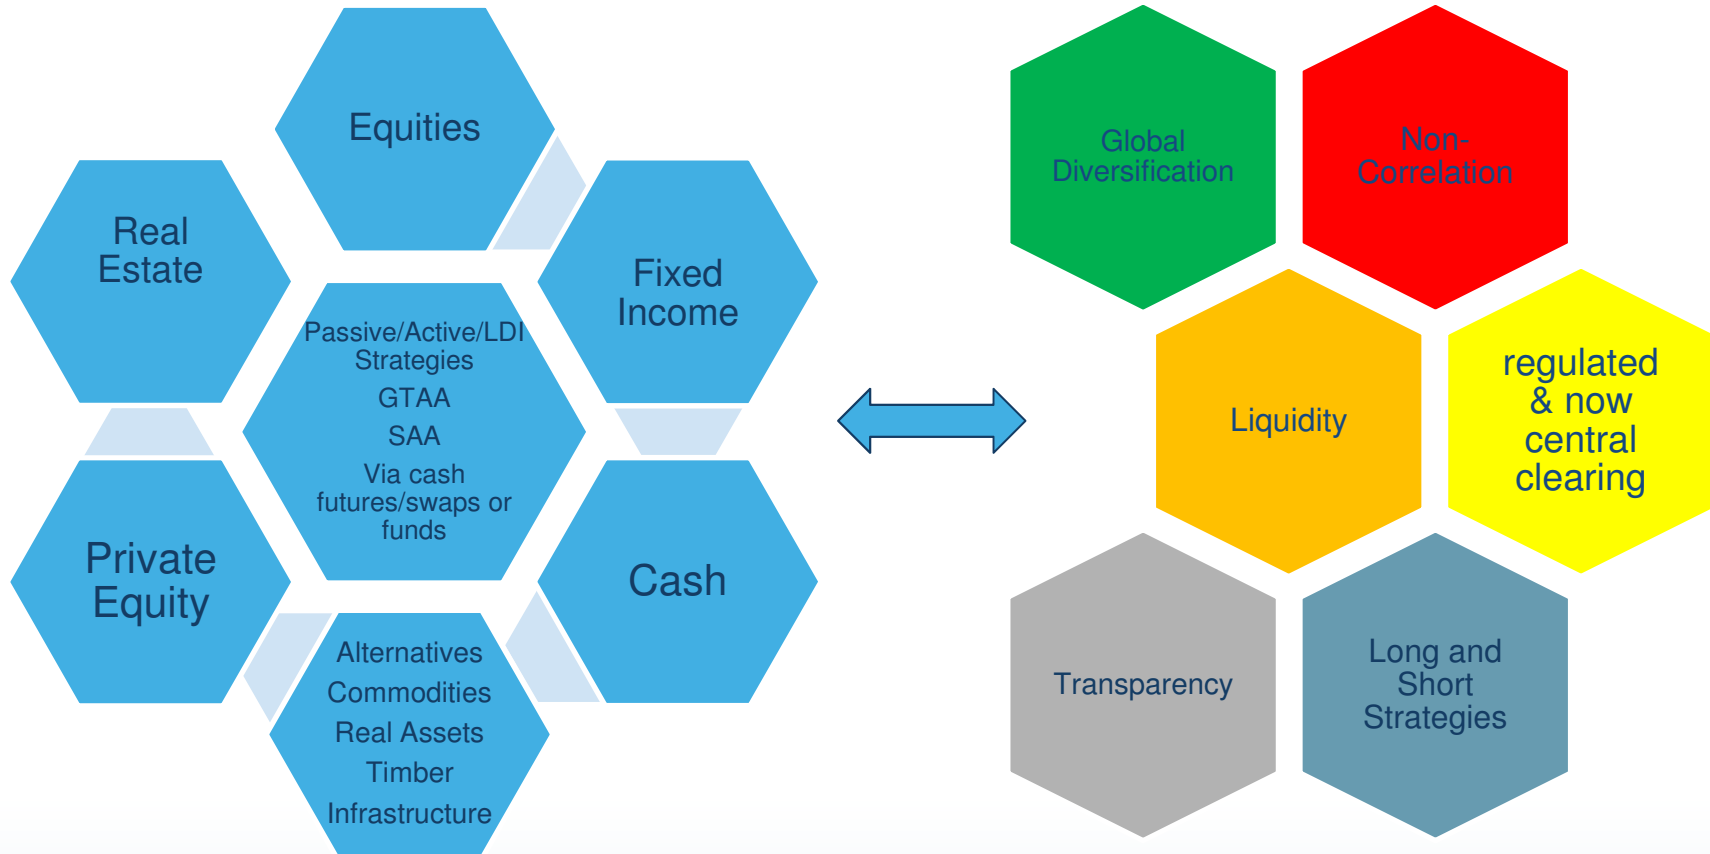 Equities
Real
Estate
Fixed
Income
Passive/Active/LDI
Strategies
GTAA
SAA
Via cash
futures/swaps or
funds
Private
Equity
Cash
Alternatives
Commodities
Real Assets
Timber
Infrastructure
Global
Diversification
Non-
Correlation
Liquidity
regulated
& now
central
clearing
Transparency
Long and
Short
Strategies